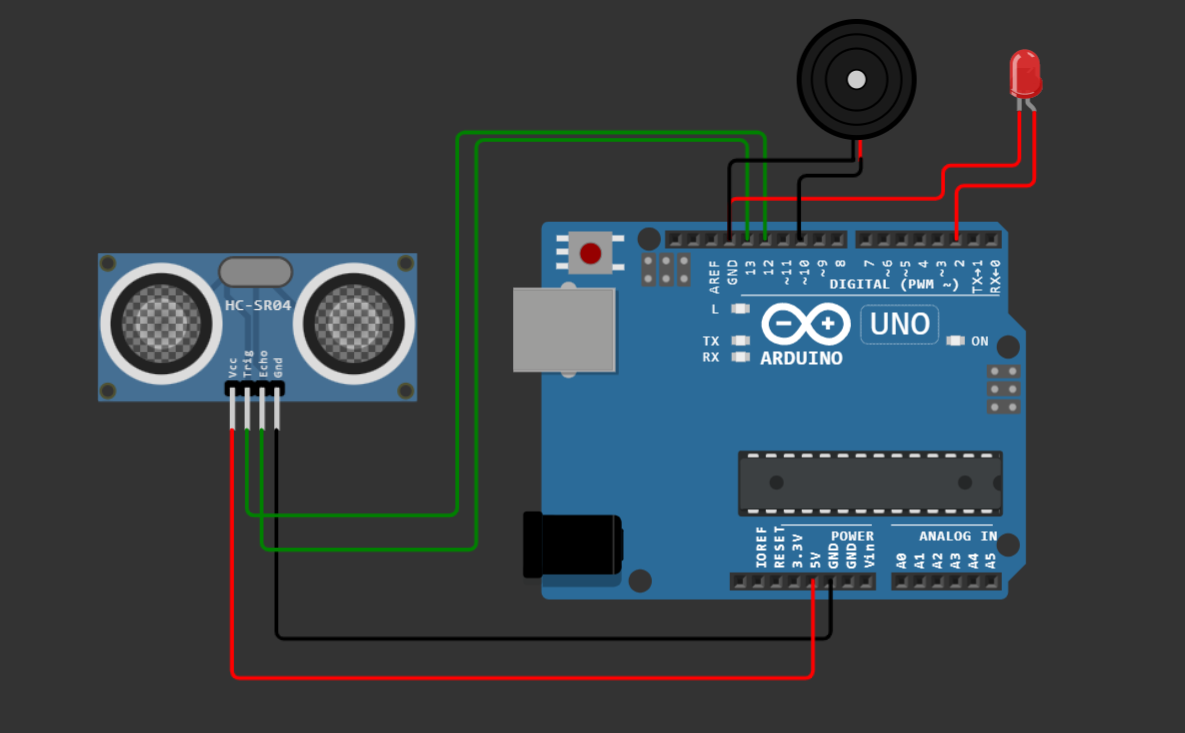 HC-SR04
Vcc
Trig
Echo
Gnd
AREF
GND
13
12
~11
~10
~9
8
7
~6
~5
4
~3
2
TX→1
RX←0
DIGITAL (PWM ~)
L
TX
RX
UNO
ON
ARDUINO
POWER
ANALOG IN
IOREF
RESET
3.3V
5V
GND
GND
Vin
A0
A1
A2
A3
A4
A5